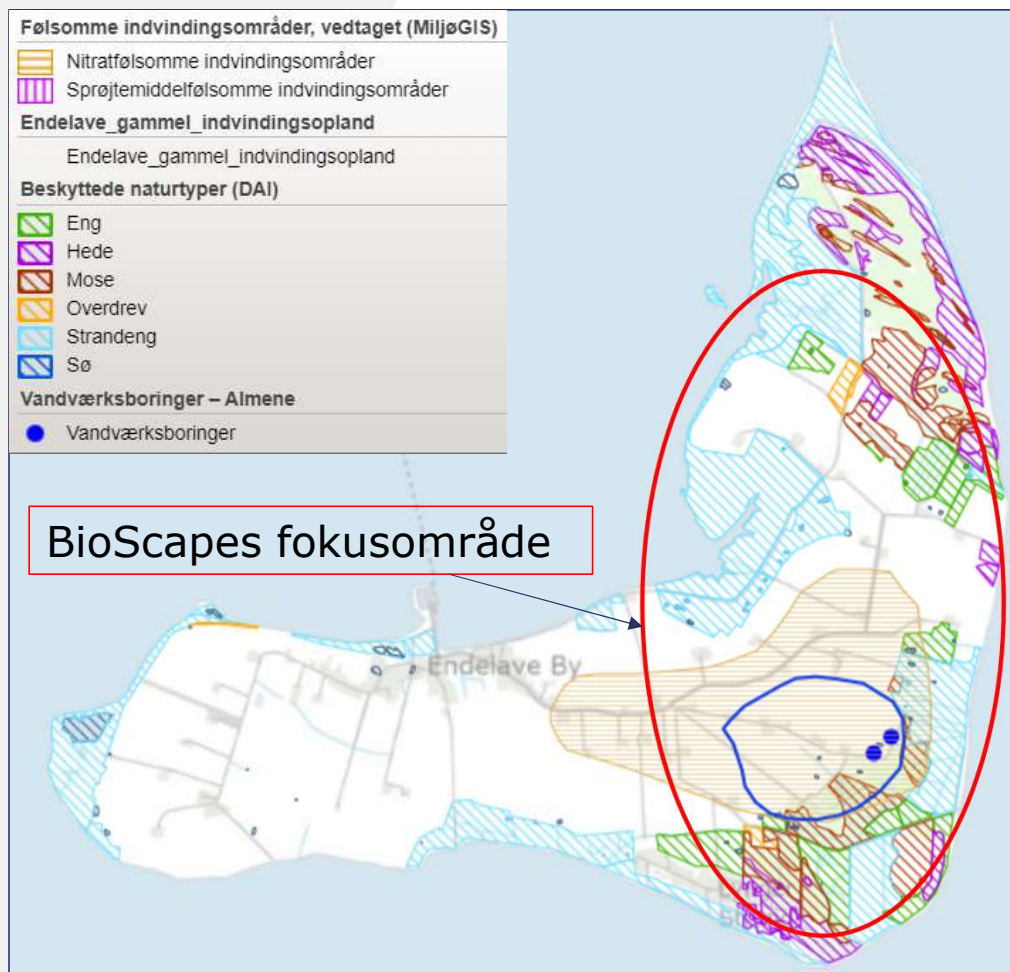 Følsomme indvindingsområder, vedtaget (MiljøGIS)
Nitratfølsomme indvindingsområder
Sprøjtemiddelfølsomme indvindingsområder
Endelave_gammel_indvindingsopland
Endelave_gammel_indvindingsopland
Beskyttede naturtyper (DAI)
Eng
Hede
Mose
Overdrev
Strandeng
Sø
Vandværksboringer – Almene
Vandværksboringer
BioScapes fokusområde
Endelave By